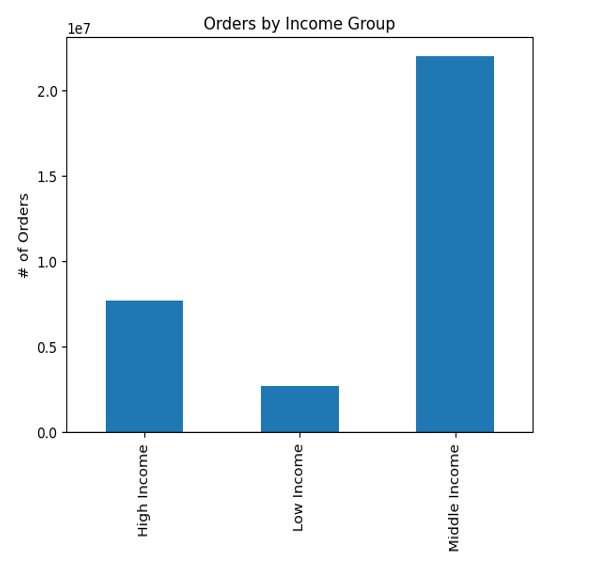 Orders by Income Group
1e7
2.0
1.5
1.0
0.5
0.0
# of Orders
High Income
Low Income
Middle Income